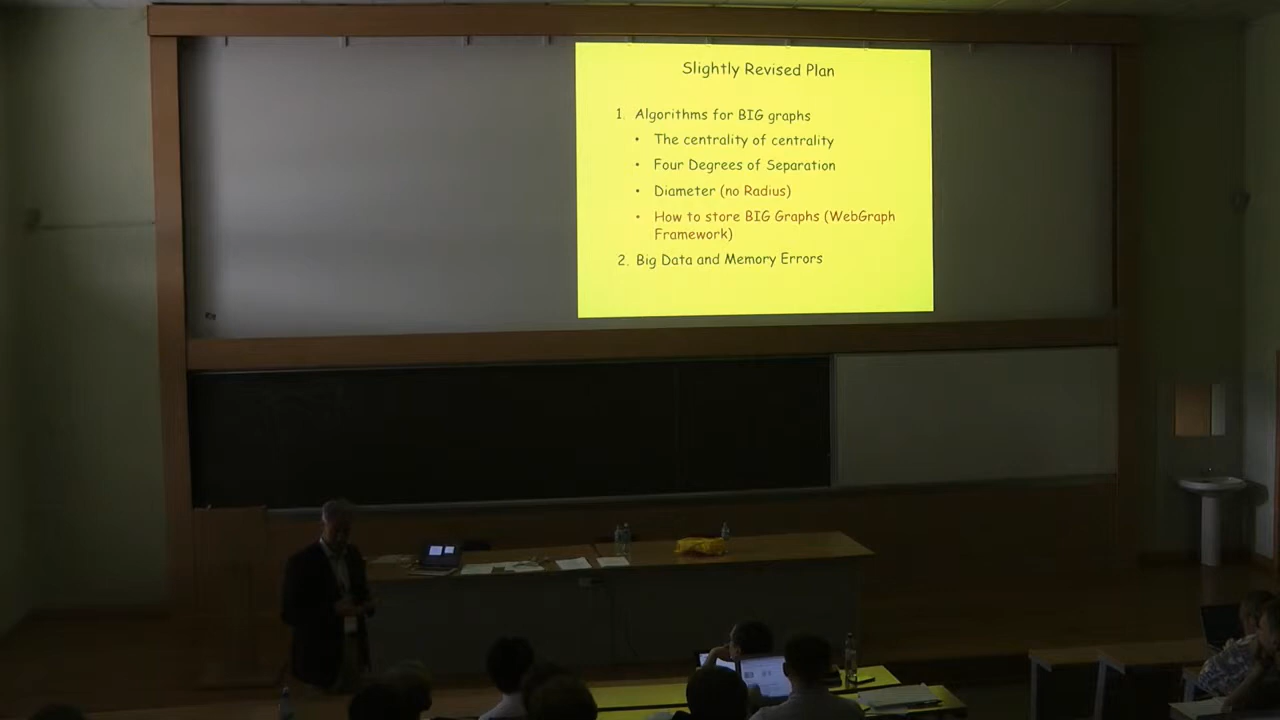 Slightly Revised Plan
1. Algorithms for BIG graphs
• The centrality of centrality
• Four Degrees of Separation
• Diameter (no Radius)
• How to store BIG Graphs (WebGraph
Framework)
2. Big Data and Memory Errors